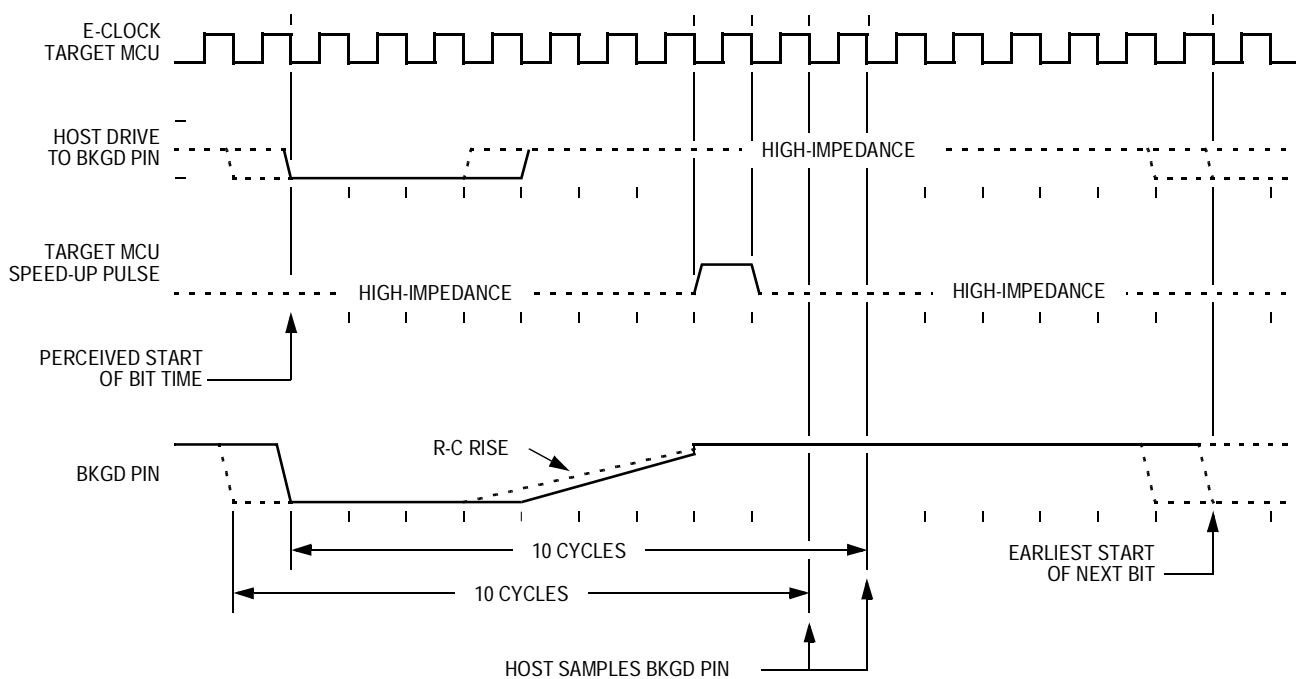 E-CLOCK
TARGET MCU
HOST DRIVE
TO BKGD PIN
HIGH-IMPEDANCE
TARGET MCU
SPEED-UP PULSE
HIGH-IMPEDANCE
HIGH-IMPEDANCE
PERCEIVED START
OF BIT TIME
R-C RISE
BKGD PIN
10 CYCLES
EARLIEST START
OF NEXT BIT
10 CYCLES
HOST SAMPLES BKGD PIN